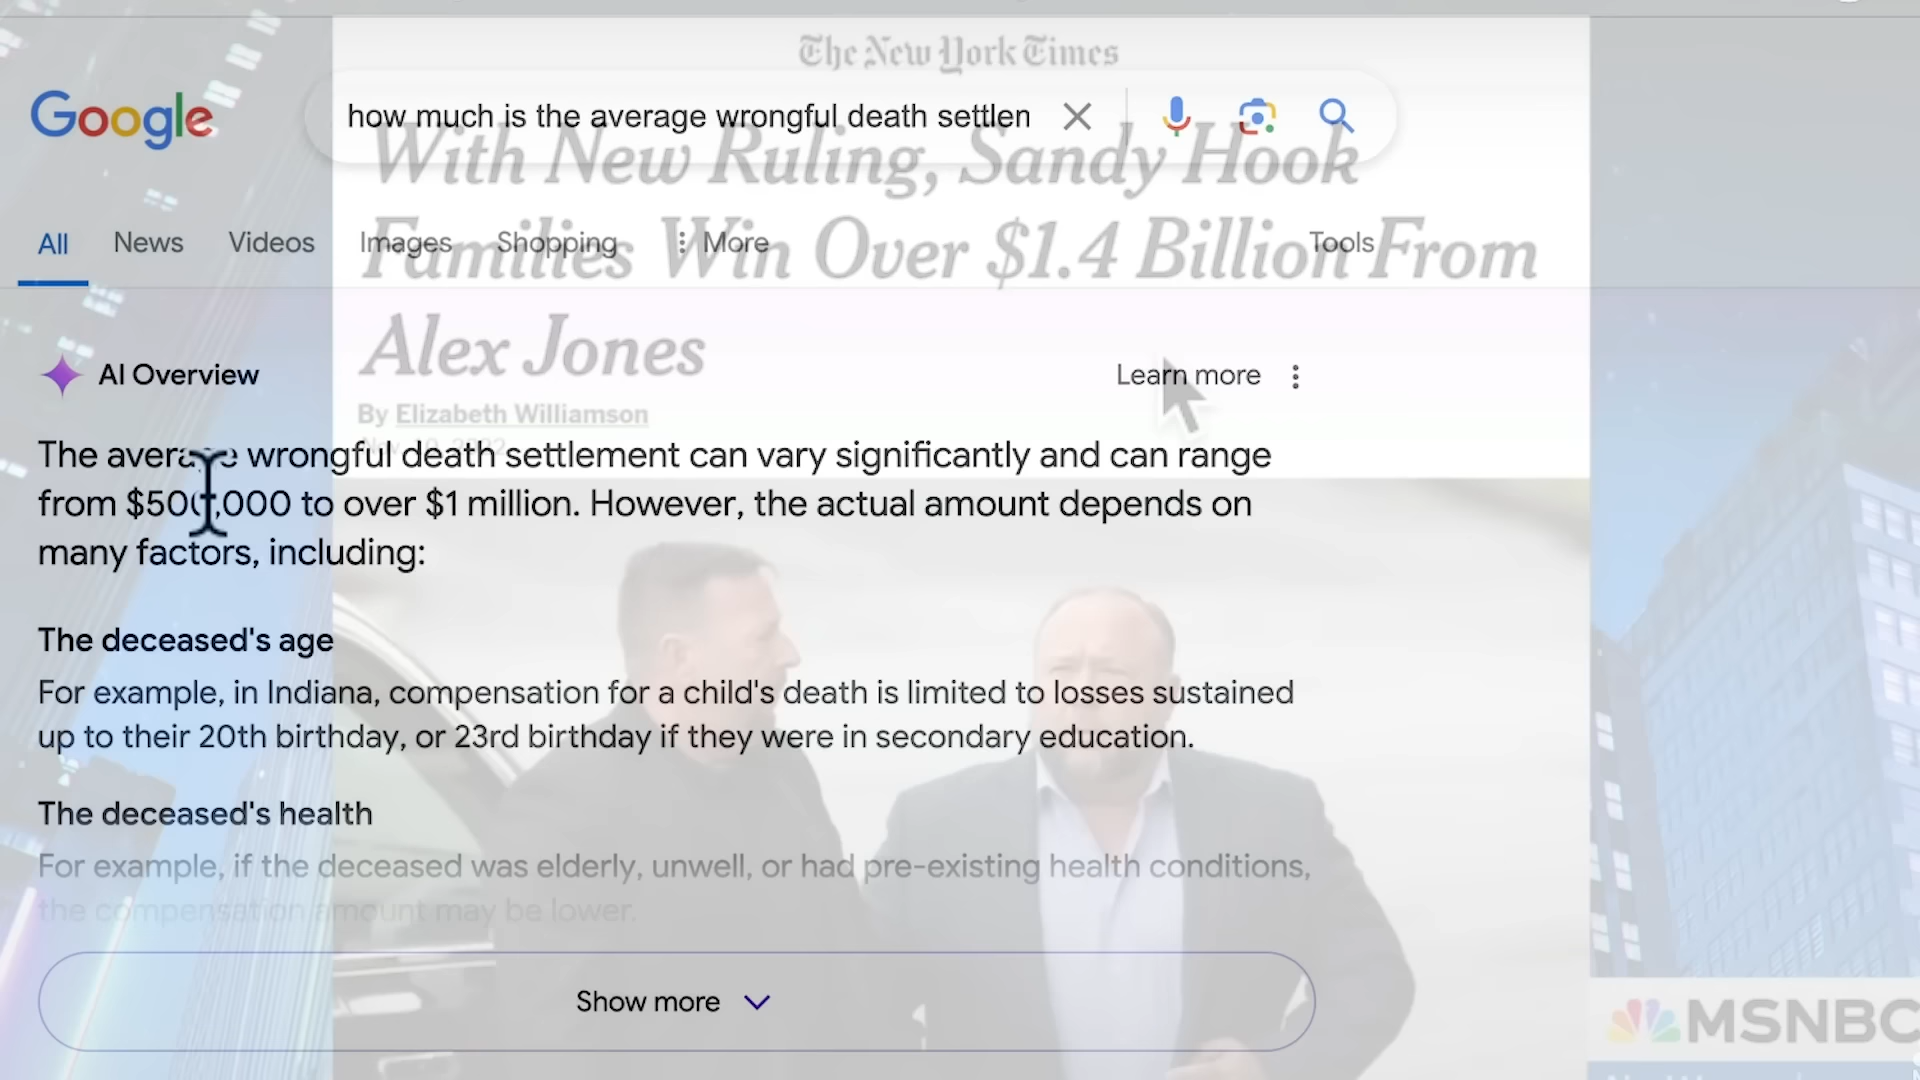 The New York Times
Google
how much is the average wrongful death settlen
With New Ruling, Sandy Hook
Families Win Over $1.4 Billion From
Alex Jones
By Elizabeth Williamson
Nov. 10, 2022
All News Videos Images Shopping More Tools
AI Overview
Learn more
The average wrongful death settlement can vary significantly and can range
from $500,000 to over $1 million. However, the actual amount depends on
many factors, including:
The deceased's age
For example, in Indiana, compensation for a child's death is limited to losses sustained
up to their 20th birthday, or 23rd birthday if they were in secondary education.
The deceased's health
For example, if the deceased was elderly, unwell, or had pre-existing health conditions,
the compensation amount may be lower.
Show more
MSNBC